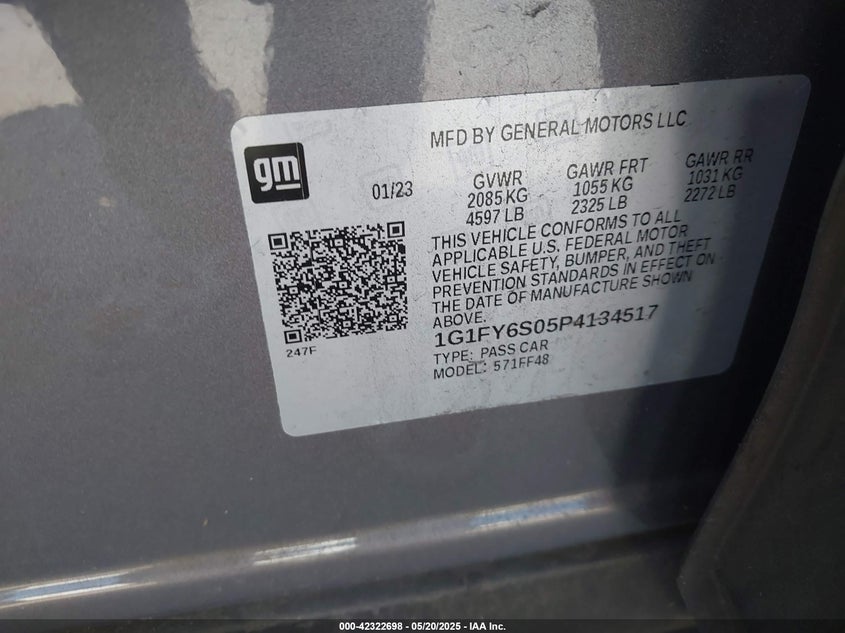 MFD BY GENERAL MOTORS LLC
gm
01/23
GVWR
2085 KG
4597 LB
GAWR FRT
1055 KG
2325 LB
GAWR RR
1031 KG
2272 LB
THIS VEHICLE CONFORMS TO ALL
APPLICABLE U.S. FEDERAL MOTOR
VEHICLE SAFETY, BUMPER, AND THEFT
PREVENTION STANDARDS IN EFFECT ON
THE DATE OF MANUFACTURE SHOWN
ABOVE.
1G1FY6S05P4134517
TYPE: PASS CAR
MODEL: 571FF48
247F
000-42322698 - 05/20/2025 - IAA Inc.